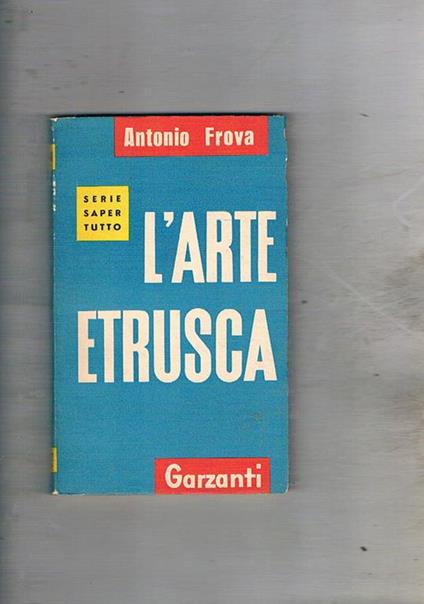 Antonio Frova
SERIE
SAPER
TUTTO
L'ARTE
ETRUSCA
Garzanti